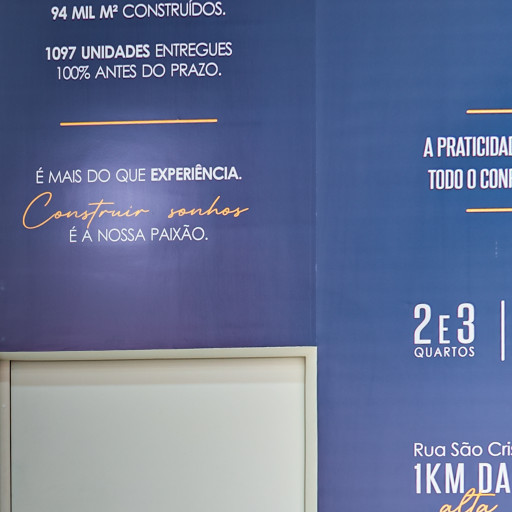 94 MIL M² CONSTRUÍDOS.
1097 UNIDADES ENTREGUES
100% ANTES DO PRAZO.
É MAIS DO QUE EXPERIÊNCIA.
Construir sonhos
É A NOSSA PAIXÃO.
A PRATICIDAD
TODO O CONF
2 E 3
QUARTOS
Rua São Cris
1KM DA
alta